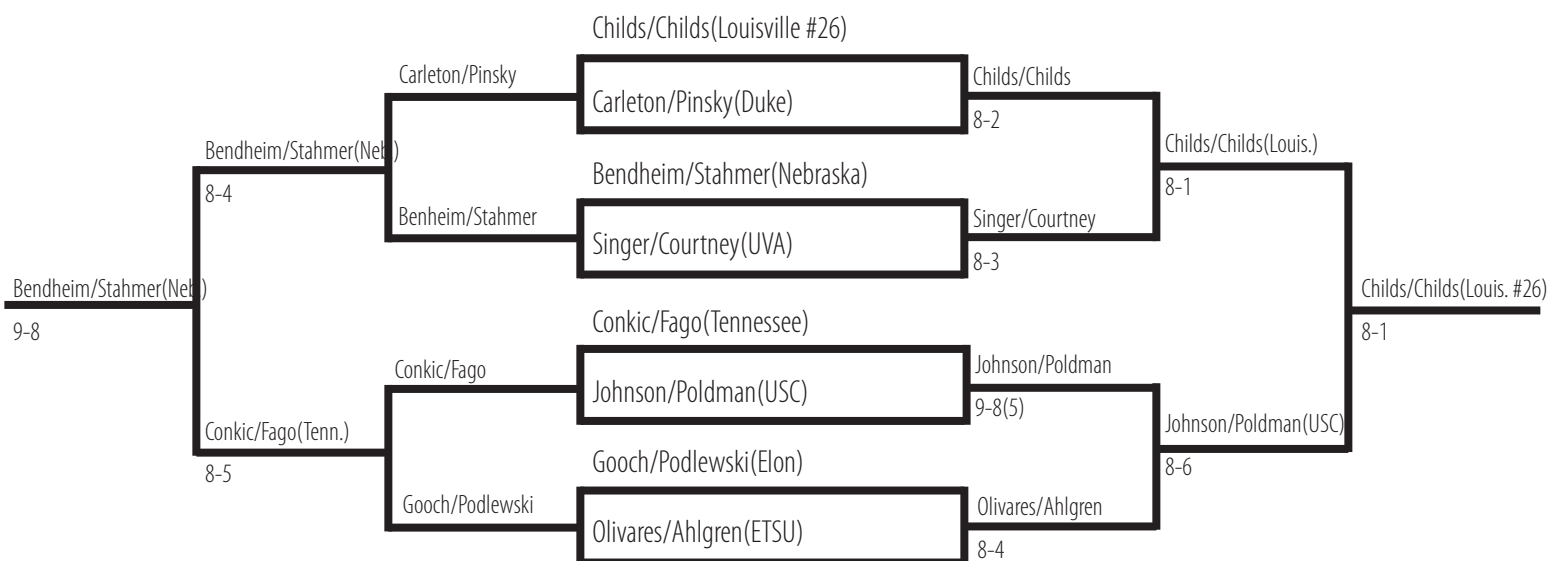 Childs/Childs(Louisville #26)
Carleton/Pinsky
Carleton/Pinsky(Duke)
Childs/Childs
8-2
Bendheim/Stahmer(Neb.)
8-4
Bendheim/Stahmer(Nebraska)
Childs/Childs(Louis.)
8-1
Benheim/Stahmer
Singer/Courtney(UVA)
Singer/Courtney
8-3
Bendheim/Stahmer(Neb.)
9-8
Conkic/Fago(Tennessee)
Childs/Childs(Louis. #26)
8-1
Conkic/Fago
Johnson/Poldman(USC)
Johnson/Poldman
9-8(5)
Conkic/Fago(Tenn.)
8-5
Gooch/Podlewski(Elon)
Johnson/Poldman(USC)
8-6
Gooch/Podlewski
Olivares/Ahlgren(ETSU)
Olivares/Ahlgren
8-4